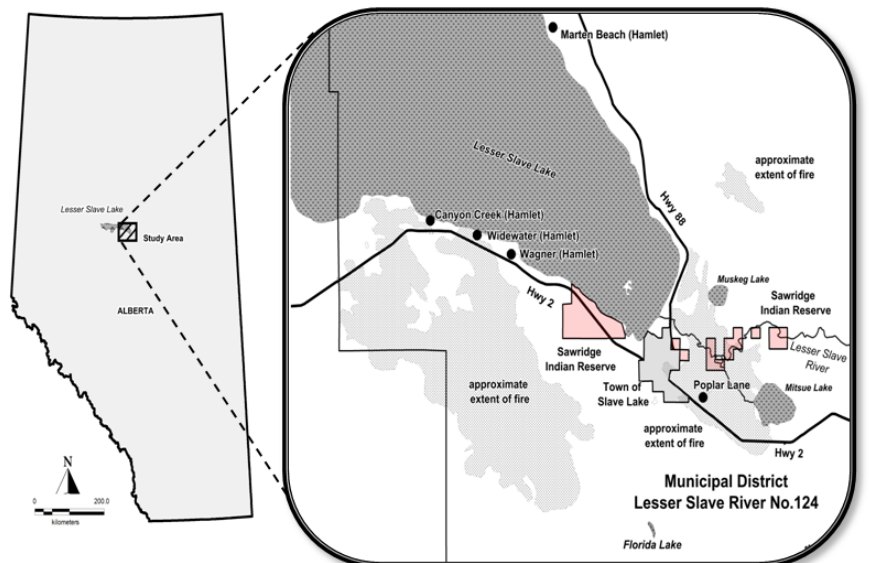 Lesser Slave Lake
Study Area
ALBERTA
N
0
200.0
kilometers
Marten Beach (Hamlet)
Lesser Slave Lake
approximate
extent of fire
Hwy 88
Canyon Creek (Hamlet)
Widewater (Hamlet)
Wagner (Hamlet)
Hwy 2
Muskeg Lake
Sawridge
Indian Reserve
Lesser Slave
River
Sawridge
Indian Reserve
Town of
Slave Lake
Poplar Lane
Mitsue Lake
approximate
extent of fire
approximate
extent of fire
Hwy 2
Municipal District
Lesser Slave River No.124
Florida Lake